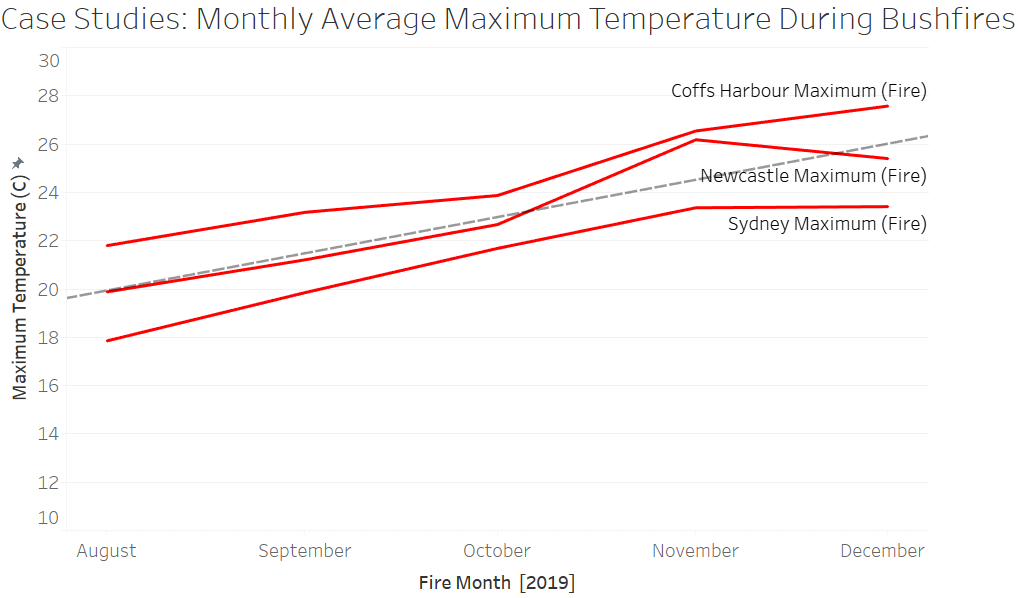 Case Studies: Monthly Average Maximum Temperature During Bushfires
30
28
26
24
22
20
18
16
14
12
10
Maximum Temperature (C)
Coffs Harbour Maximum (Fire)
Newcastle Maximum (Fire)
Sydney Maximum (Fire)
August September October November December
Fire Month [2019]